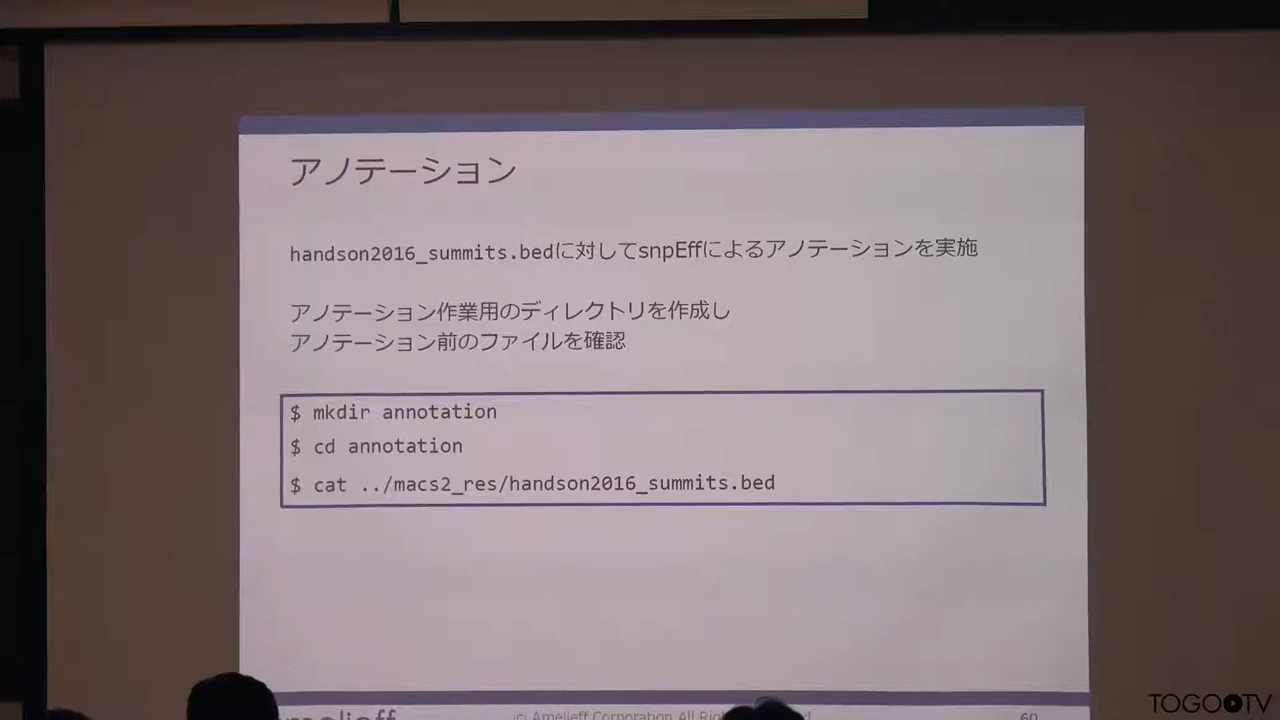 アノテーション
handson2016_summits.bedに対してsnpEffによるアノテーションを実施
アノテーション作業用のディレクトリを作成し
アノテーション前のファイルを確認
$ mkdir annotation
$ cd annotation
$ cat ../macs2_res/handson2016_summits.bed
© Amelieff Corporation All
TOGOTV